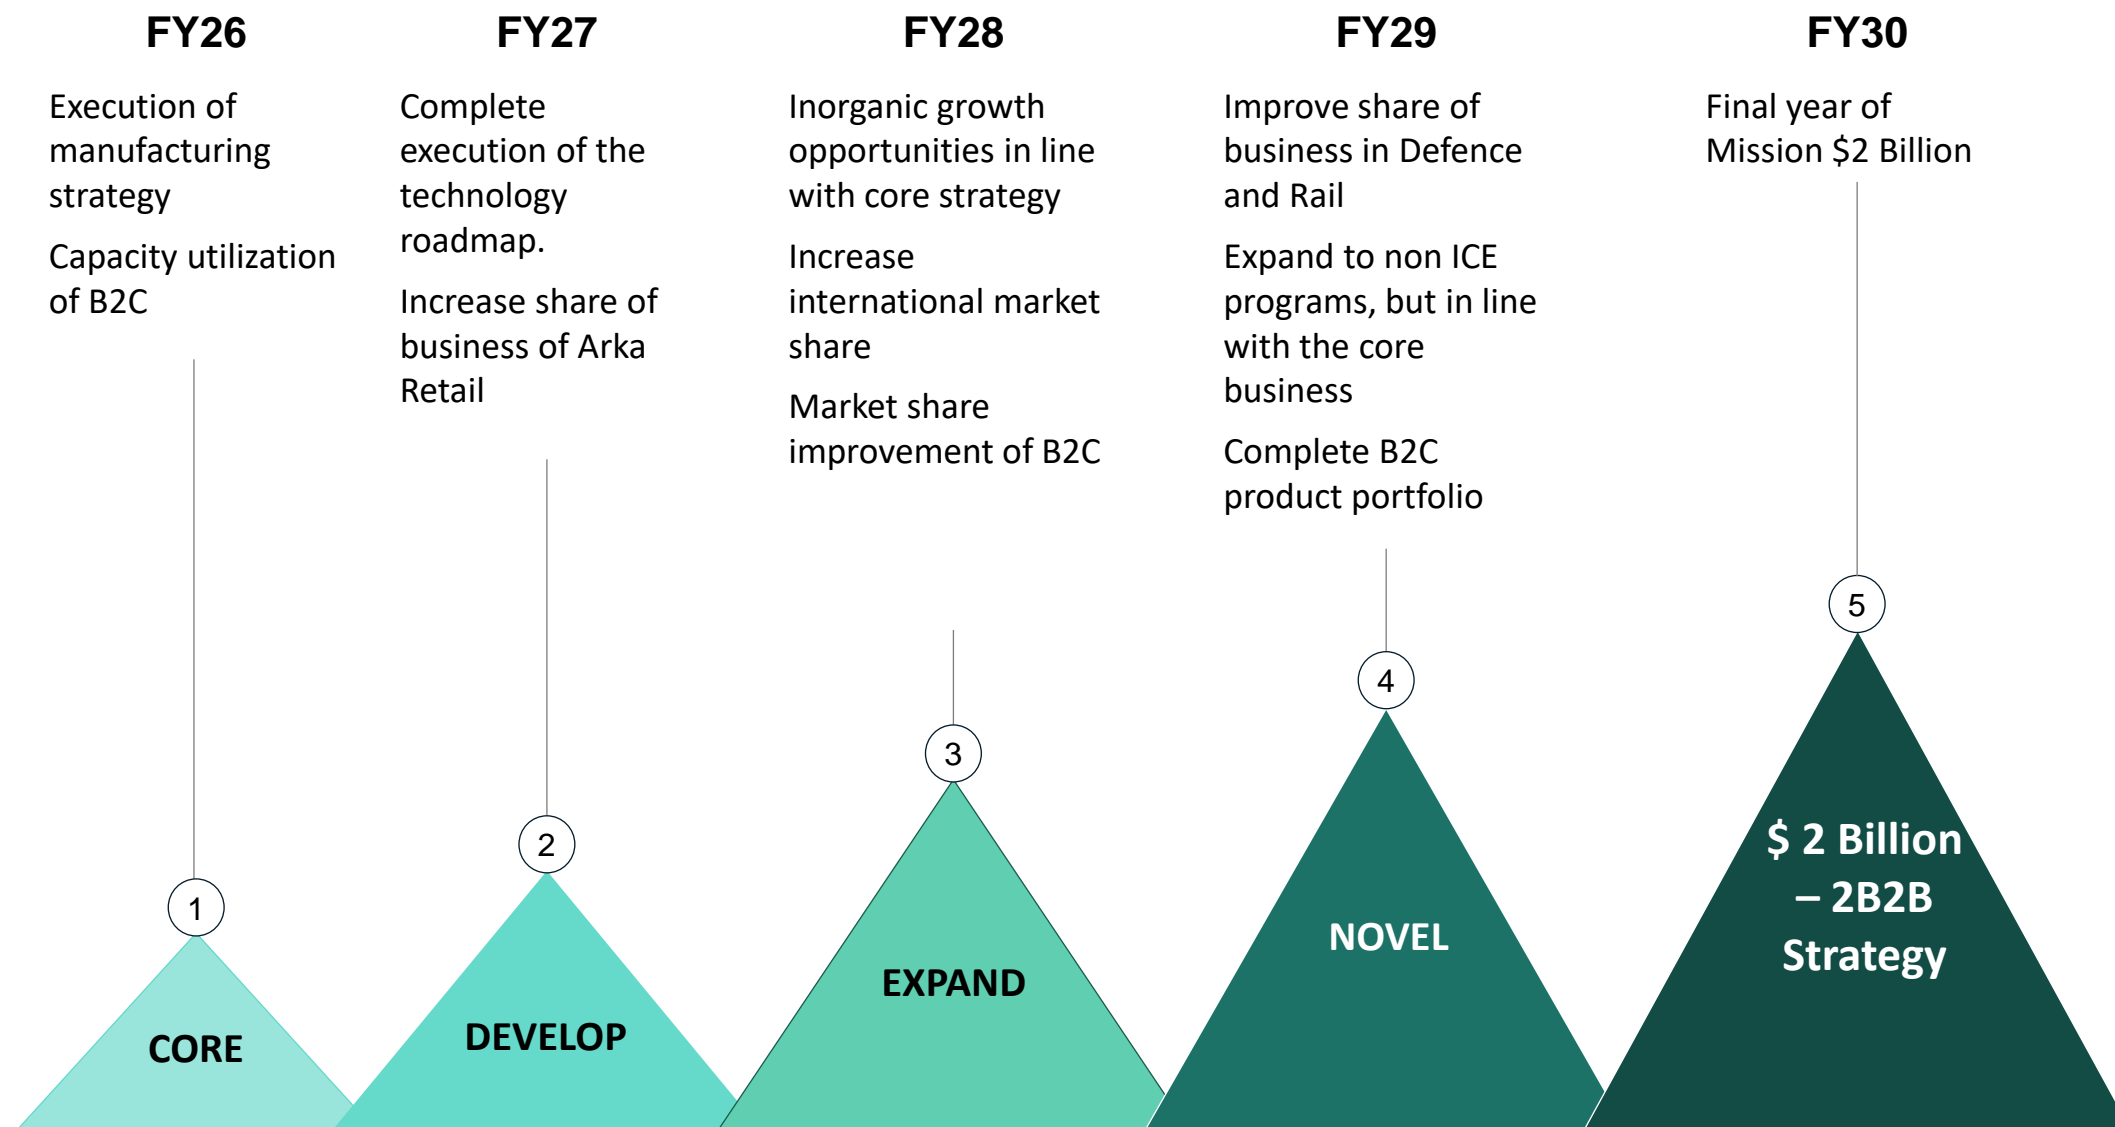 FY26
Execution of
manufacturing
strategy
Capacity utilization
of B2C
1
CORE
FY27
Complete
execution of the
technology
roadmap.
Increase share of
business of Arka
Retail
2
DEVELOP
FY28
Inorganic growth
opportunities in line
with core strategy
Increase
international market
share
Market share
improvement of B2C
3
EXPAND
FY29
Improve share of
business in Defence
and Rail
Expand to non ICE
programs, but in line
with the core
business
Complete B2C
product portfolio
4
NOVEL
FY30
Final year of
Mission $2 Billion
5
$ 2 Billion
– 2B2B
Strategy